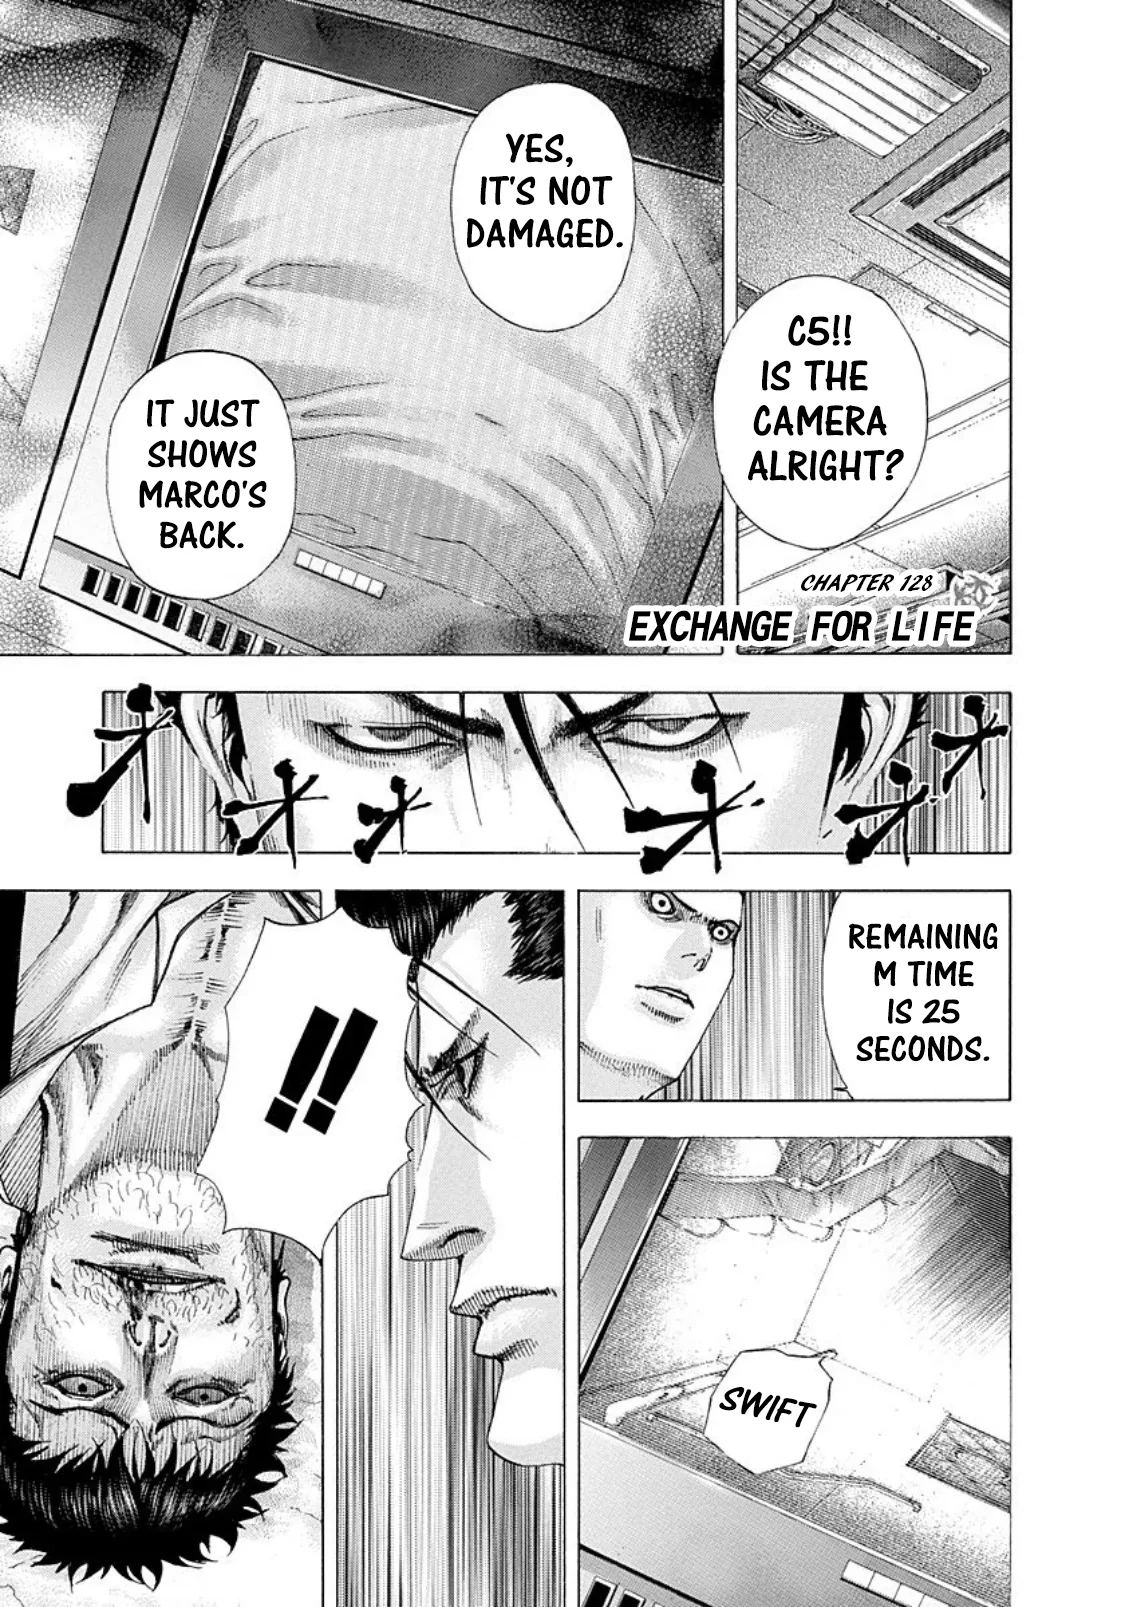 C5!!
IS THE
CAMERA
ALRIGHT?
YES,
IT'S NOT
DAMAGED.
IT JUST
SHOWS
MARCO'S
BACK.
CHAPTER 128
EXCHANGE FOR LIFE
オ オ オ オ オ オ
REMAINING
M TIME
IS 25
SECONDS.
SWIFT
!!